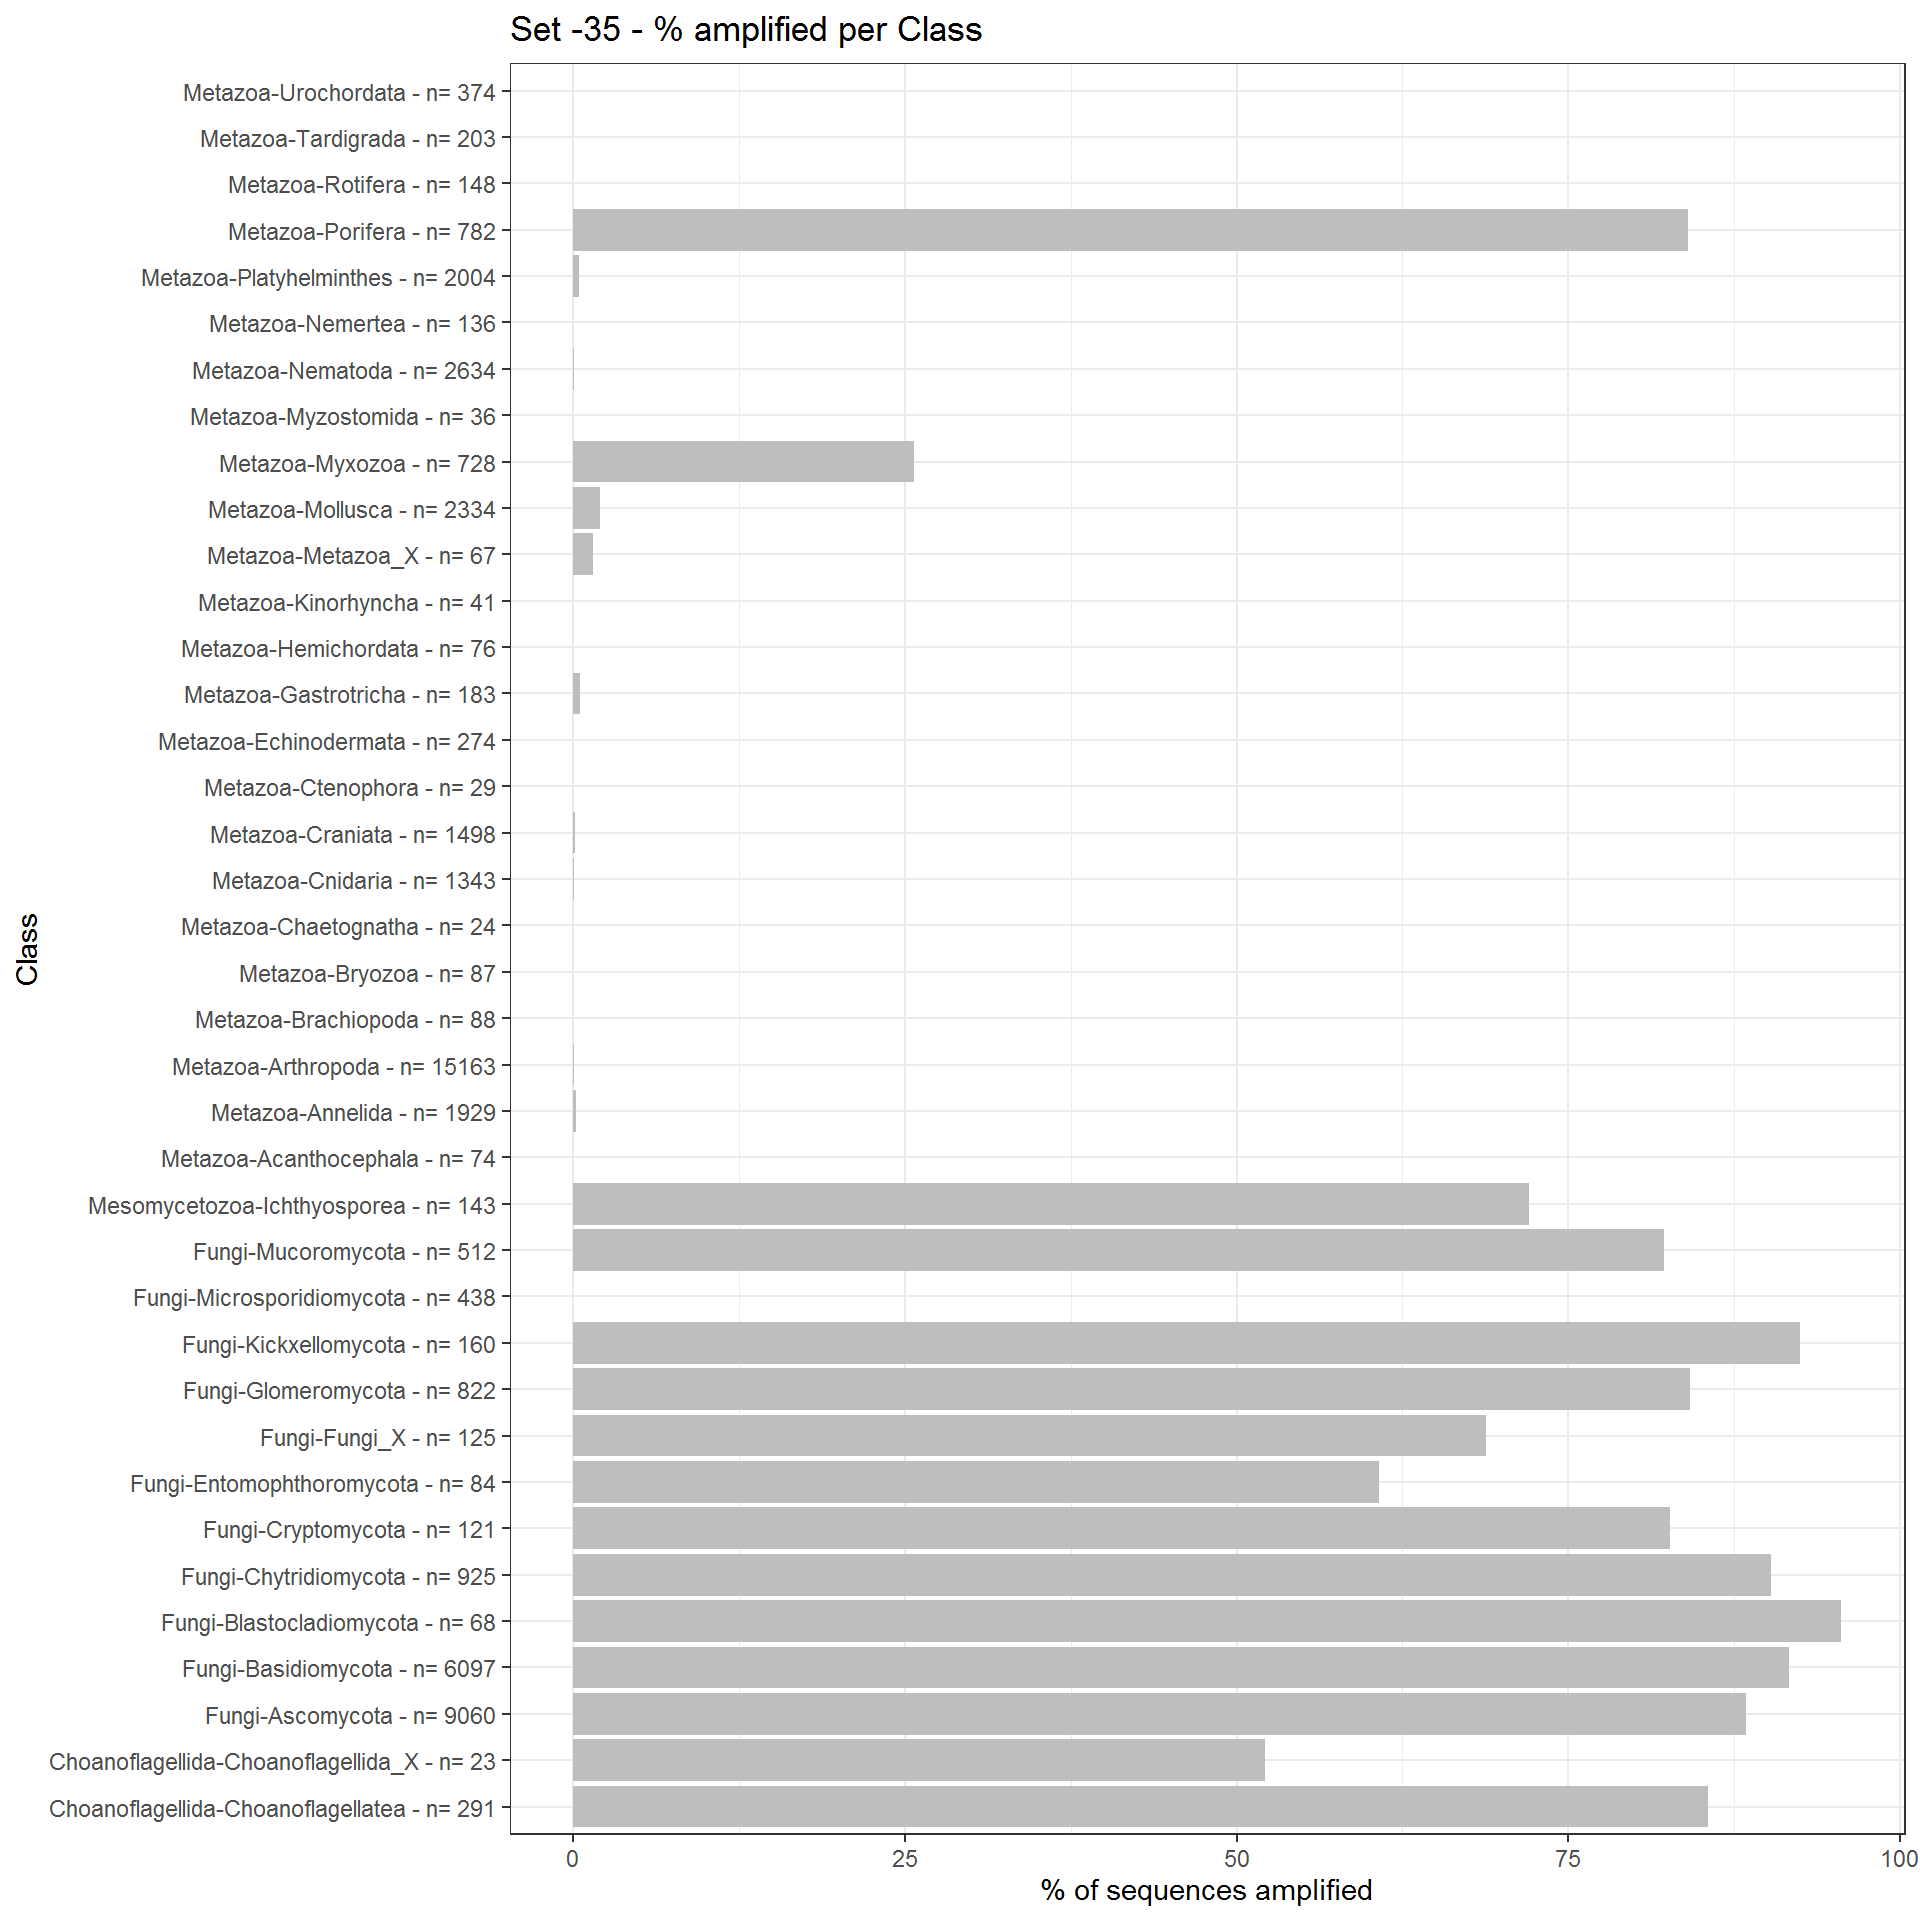 Set -35 - % amplified per Class
Metazoa-Urochordata - n= 374
Metazoa-Tardigrada - n= 203
Metazoa-Rotifera - n= 148
Metazoa-Porifera - n= 782
Metazoa-Platyhelminthes - n= 2004
Metazoa-Nemertea - n= 136
Metazoa-Nematoda - n= 2634
Metazoa-Myzostomida - n= 36
Metazoa-Myxozoa - n= 728
Metazoa-Mollusca - n= 2334
Metazoa-Metazoa_X - n= 67
Metazoa-Kinorhyncha - n= 41
Metazoa-Hemichordata - n= 76
Metazoa-Gastrotricha - n= 183
Metazoa-Echinodermata - n= 274
Metazoa-Ctenophora - n= 29
Metazoa-Craniata - n= 1498
Metazoa-Cnidaria - n= 1343
Metazoa-Chaetognatha - n= 24
Metazoa-Bryozoa - n= 87
Metazoa-Brachiopoda - n= 88
Metazoa-Arthropoda - n= 15163
Metazoa-Annelida - n= 1929
Metazoa-Acanthocephala - n= 74
Mesomycetozoa-Ichthyosporea - n= 143
Fungi-Mucoromycota - n= 512
Fungi-Microsporidiomycota - n= 438
Fungi-Kickxellomycota - n= 160
Fungi-Glomeromycota - n= 822
Fungi-Fungi_X - n= 125
Fungi-Entomophthoromycota - n= 84
Fungi-Cryptomycota - n= 121
Fungi-Chytridiomycota - n= 925
Fungi-Blastocladiomycota - n= 68
Fungi-Basidiomycota - n= 6097
Fungi-Ascomycota - n= 9060
Choanoflagellida-Choanoflagellida_X - n= 23
Choanoflagellida-Choanoflagellatea - n= 291
Class
0 25 50 75 100
% of sequences amplified